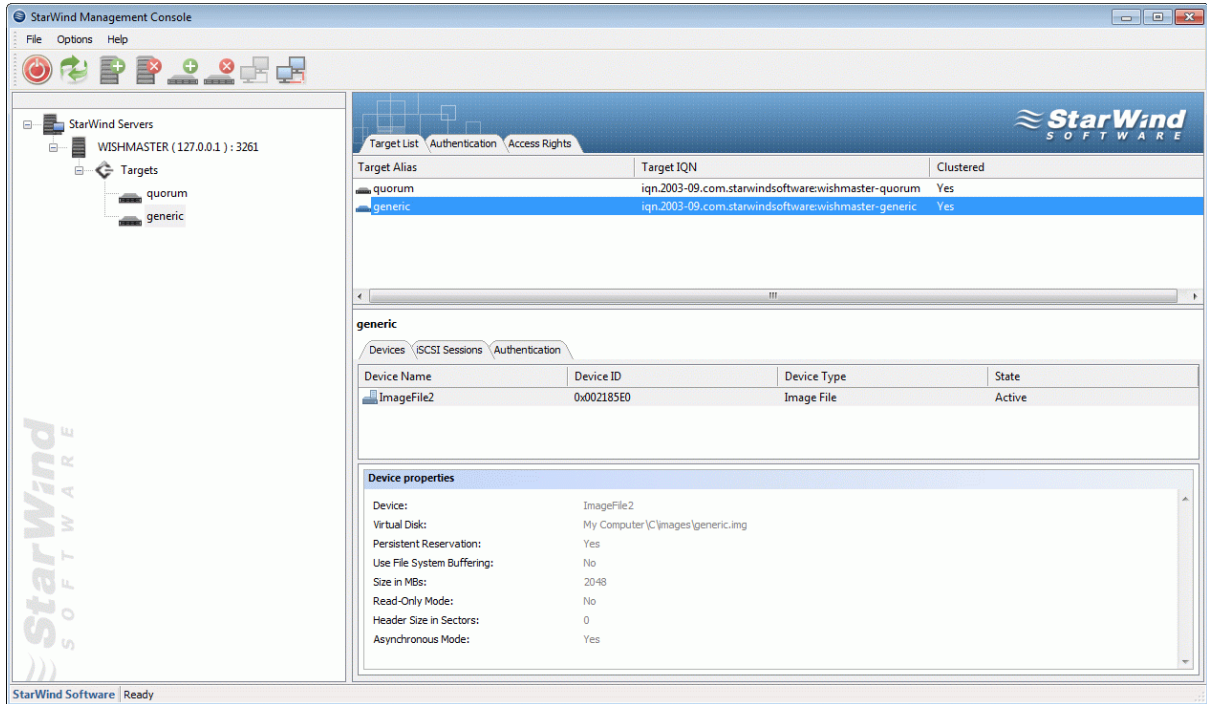 StarWind Management Console
File Options Help
StarWind Servers
WISHMASTER ( 127.0.0.1 ) : 3261
Targets
quorum
generic
StarWind
SOFTWARE
StarWind
SOFTWARE
Target List Authentication Access Rights
Target Alias Target IQN Clustered
quorum iqn.2003-09.com.starwindsoftware:wishmaster-quorum Yes
generic iqn.2003-09.com.starwindsoftware:wishmaster-generic Yes
generic
Devices iSCSI Sessions Authentication
Device Name Device ID Device Type State
ImageFile2 0x002185E0 Image File Active
Device properties
Device: ImageFile2
Virtual Disk: My Computer\C\images\generic.img
Persistent Reservation: Yes
Use File System Buffering: No
Size in MBs: 2048
Read-Only Mode: No
Header Size in Sectors: 0
Asynchronous Mode: Yes
StarWind Software Ready